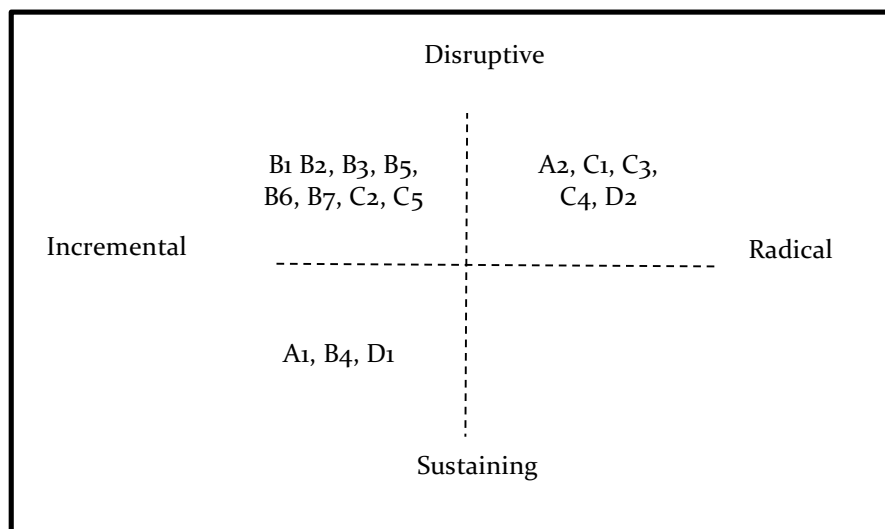 Disruptive
B1 B2, B3, B5,
B6, B7, C2, C5
A2, C1, C3,
C4, D2
Incremental
Radical
A1, B4, D1
Sustaining